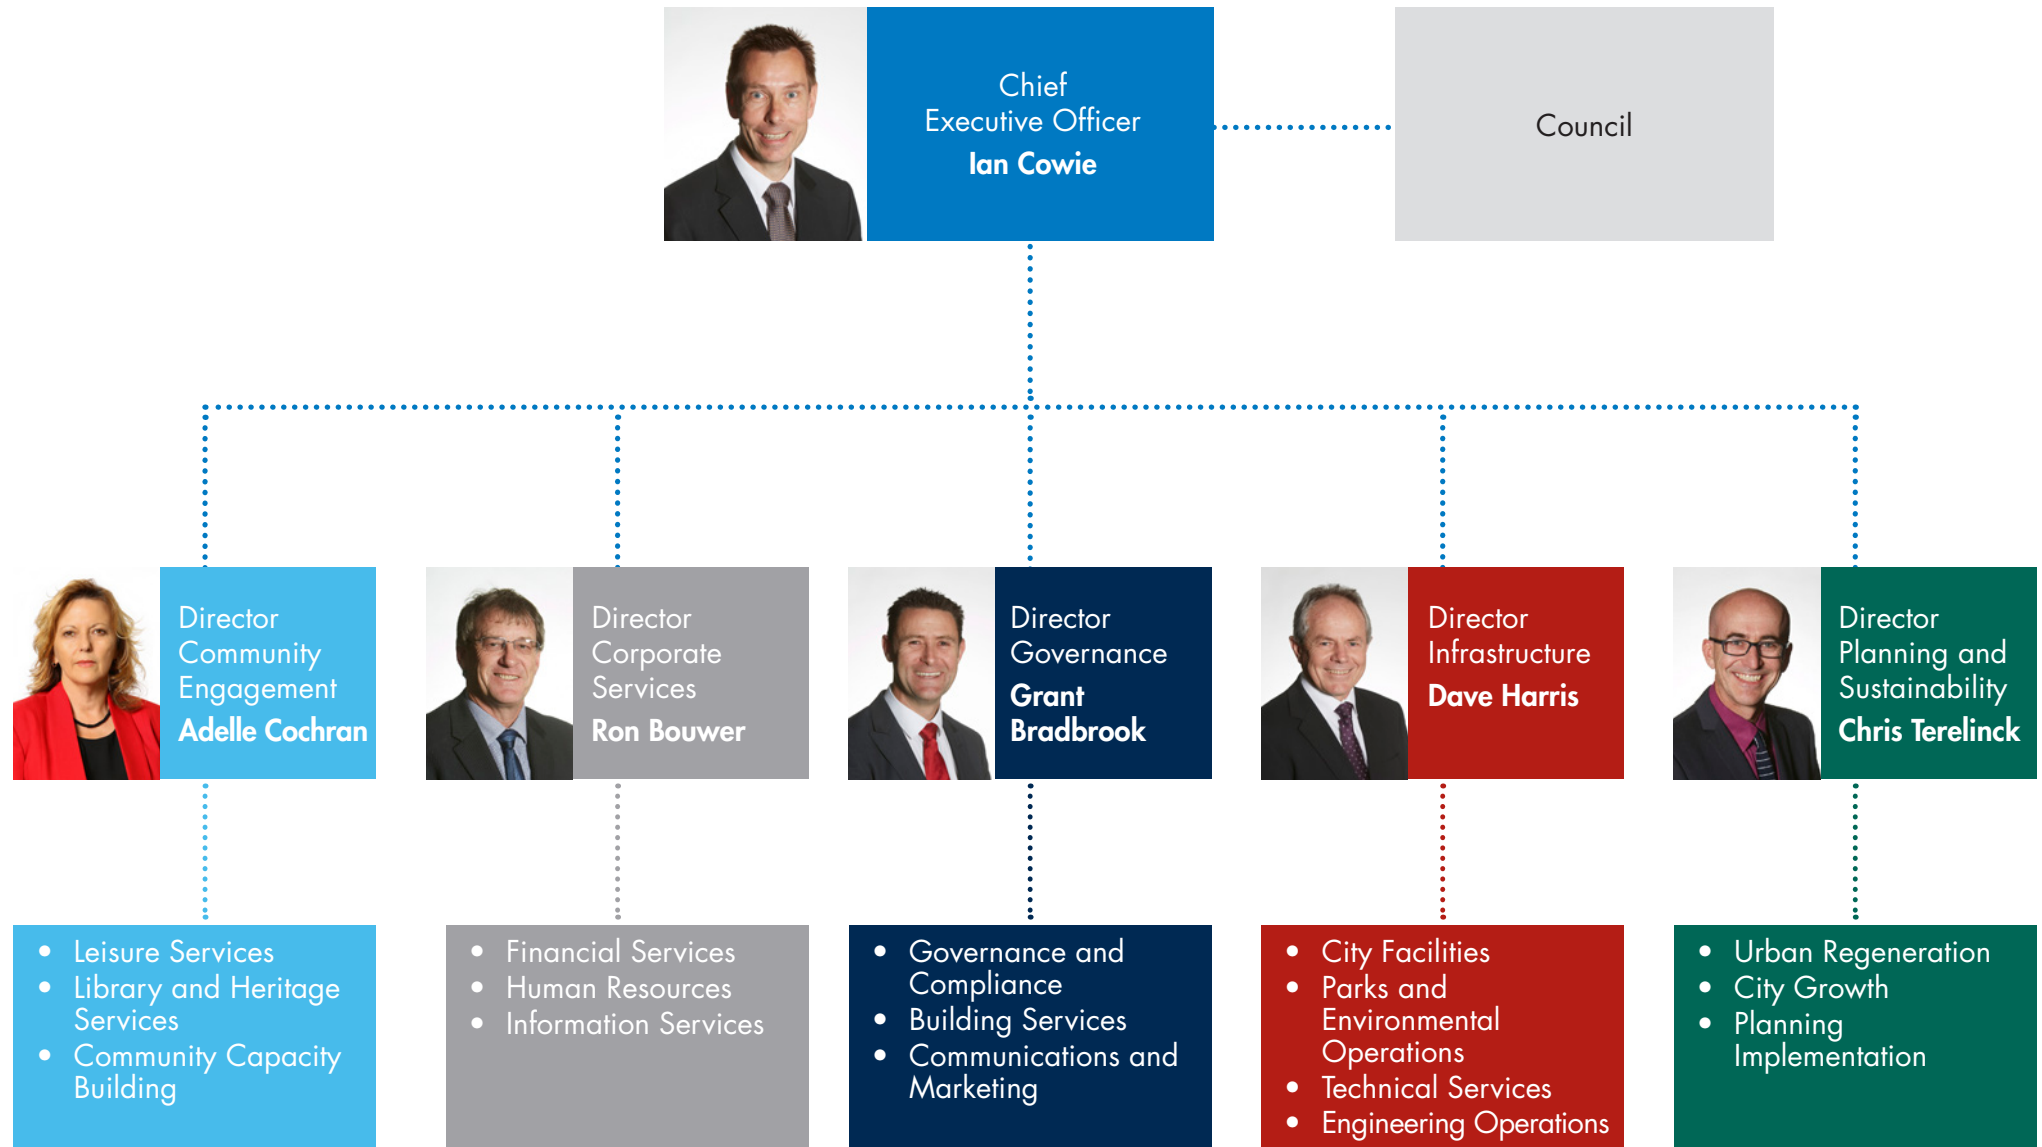 Chief
Executive Officer
Ian Cowie
Council
Director
Community
Engagement
Adelle Cochran
Director
Corporate
Services
Ron Bouwer
Director
Governance
Grant
Bradbrook
Director
Infrastructure
Dave Harris
Director
Planning and
Sustainability
Chris Terelinck
• Leisure Services
• Library and Heritage
Services
• Community Capacity
Building
• Financial Services
• Human Resources
• Information Services
• Governance and
Compliance
• Building Services
• Communications and
Marketing
• City Facilities
• Parks and
Environmental
Operations
• Technical Services
• Engineering Operations
• Urban Regeneration
• City Growth
• Planning
Implementation